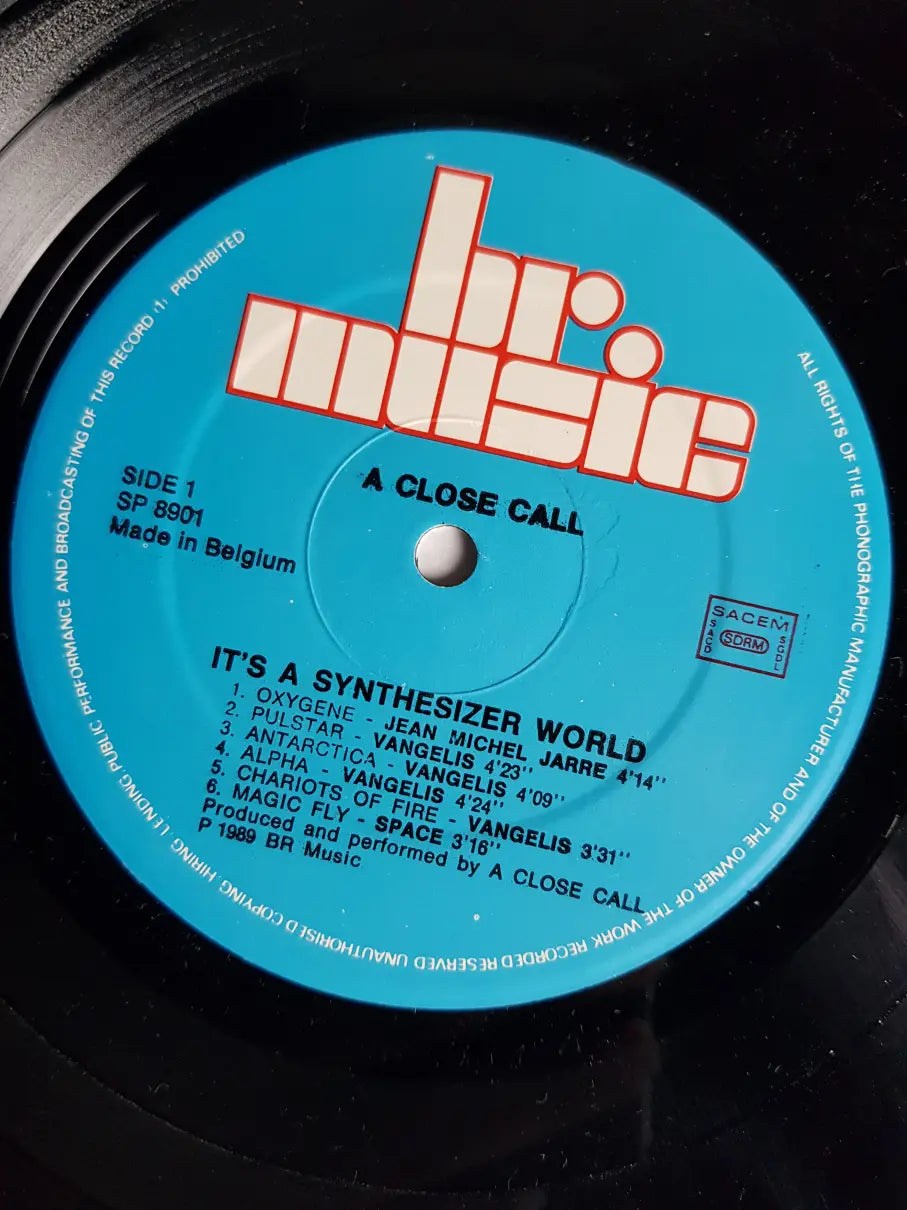 br.
music
A CLOSE CALL
SIDE 1
SP 8901
Made in Belgium
SACEM
SACD
SDRM
SGDL
IT'S A SYNTHESIZER WORLD
1. OXYGENE - JEAN MICHEL JARRE 4'14"
2. PULSTAR - VANGELIS 4'23"
3. ANTARCTICA - VANGELIS 4'09"
4. ALPHA - VANGELIS 4'24"
5. CHARIOTS OF FIRE - VANGELIS 3'31"
6. MAGIC FLY - SPACE 3'16"
Produced and performed by A CLOSE CALL
P 1989 BR Music
ALL RIGHTS OF THE PHONOGRAPHIC MANUFACTURER AND OF THE OWNER OF THE WORK RECORDED RESERVED UNAUTHORISED COPYING, HIRING, LENDING, PUBLIC PERFORMANCE AND BROADCASTING OF THIS RECORD (1) PROHIBITED